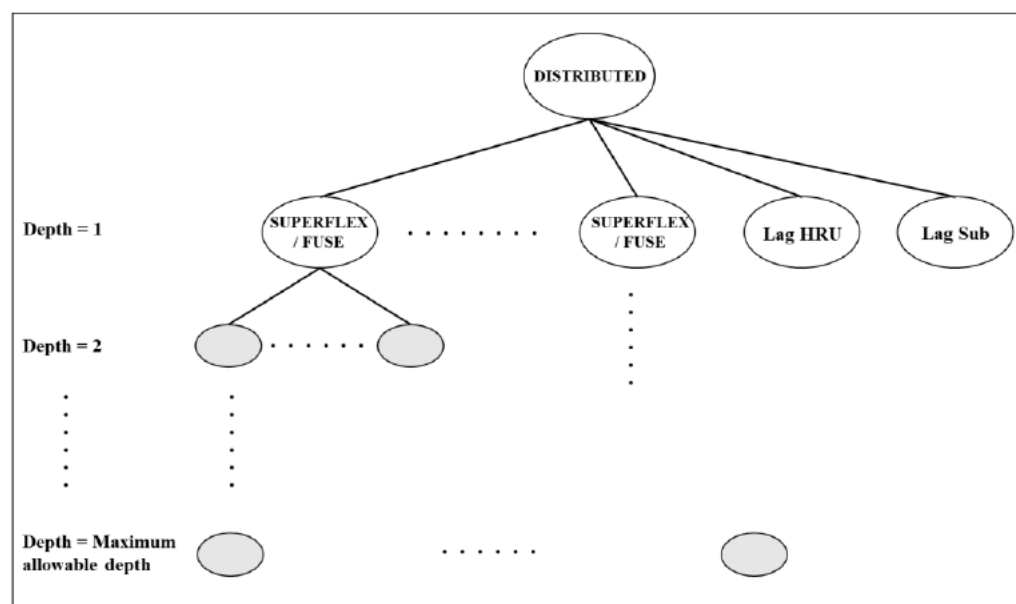 DISTRIBUTED
Depth = 1
SUPERFLEX
/ FUSE
SUPERFLEX
/ FUSE
Lag HRU
Lag Sub
Depth = 2
Depth = Maximum
allowable depth